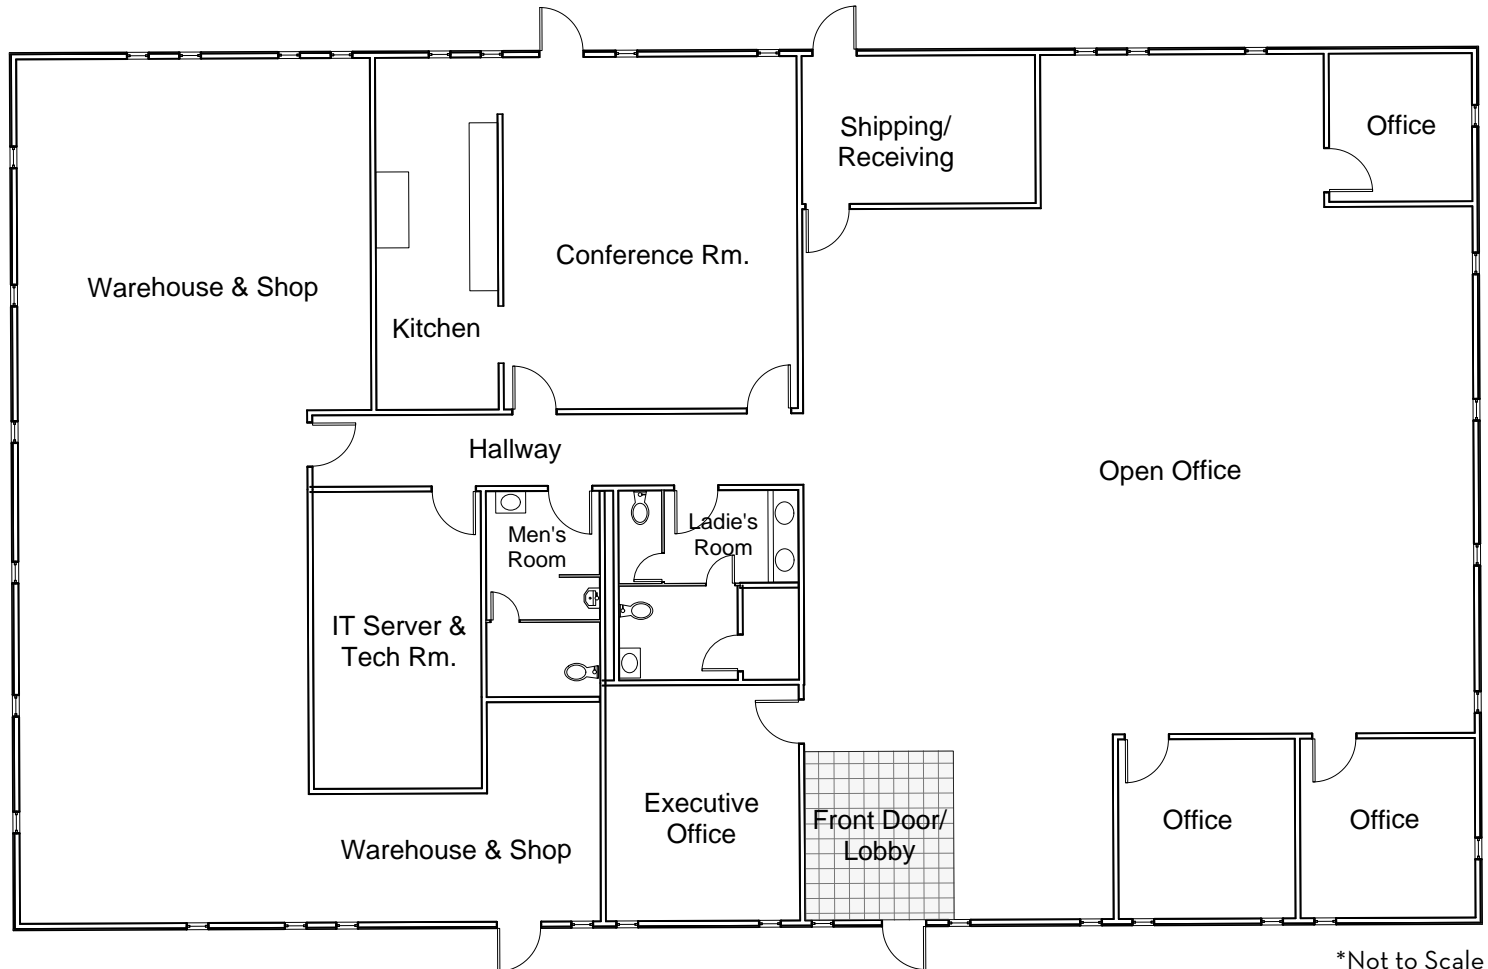 Shipping/
Receiving
Office
Conference Rm.
Warehouse & Shop
Kitchen
Hallway
Open Office
Men's
Room
Ladie's
Room
IT Server &
Tech Rm.
Executive
Office
Front Door/
Lobby
Office
Office
Warehouse & Shop
*Not to Scale